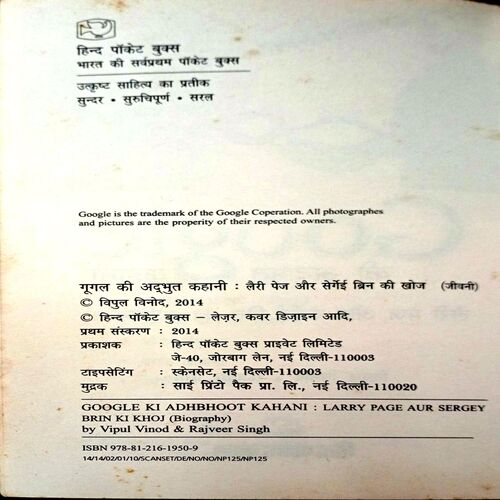 हिन्द पॉकेट बुक्स
भारत की सर्वप्रथम पॉकेट बुक्स
उत्कृष्ट साहित्य का प्रतीक
सुन्दर • सुरुचिपूर्ण • सरल
Google is the trademark of the Google Coperation. All photographes
and pictures are the properity of their respected owners.
गूगल की अद्भुत कहानी : लैरी पेज और सेर्गेई ब्रिन की खोज (जीवनी)
© विपुल विनोद, 2014
© हिन्द पॉकेट बुक्स – लेज़र, कवर डिज़ाइन आदि,
प्रथम संस्करण : 2014
प्रकाशक : हिन्द पॉकेट बुक्स प्राइवेट लिमिटेड
जे-40, जोरबाग लेन, नई दिल्ली-110003
टाइपसेटिंग : स्केनसेट, नई दिल्ली-110003
मुद्रक : साई प्रिंटो पैक प्रा. लि., नई दिल्ली-110020
GOOGLE KI ADHBHOOT KAHANI : LARRY PAGE AUR SERGEY
BRIN KI KHOJ (Biography)
by Vipul Vinod & Rajveer Singh
ISBN 978-81-216-1950-9
14/14/02/01/10/SCANSET/DE/NO/NO/NP125/NP125